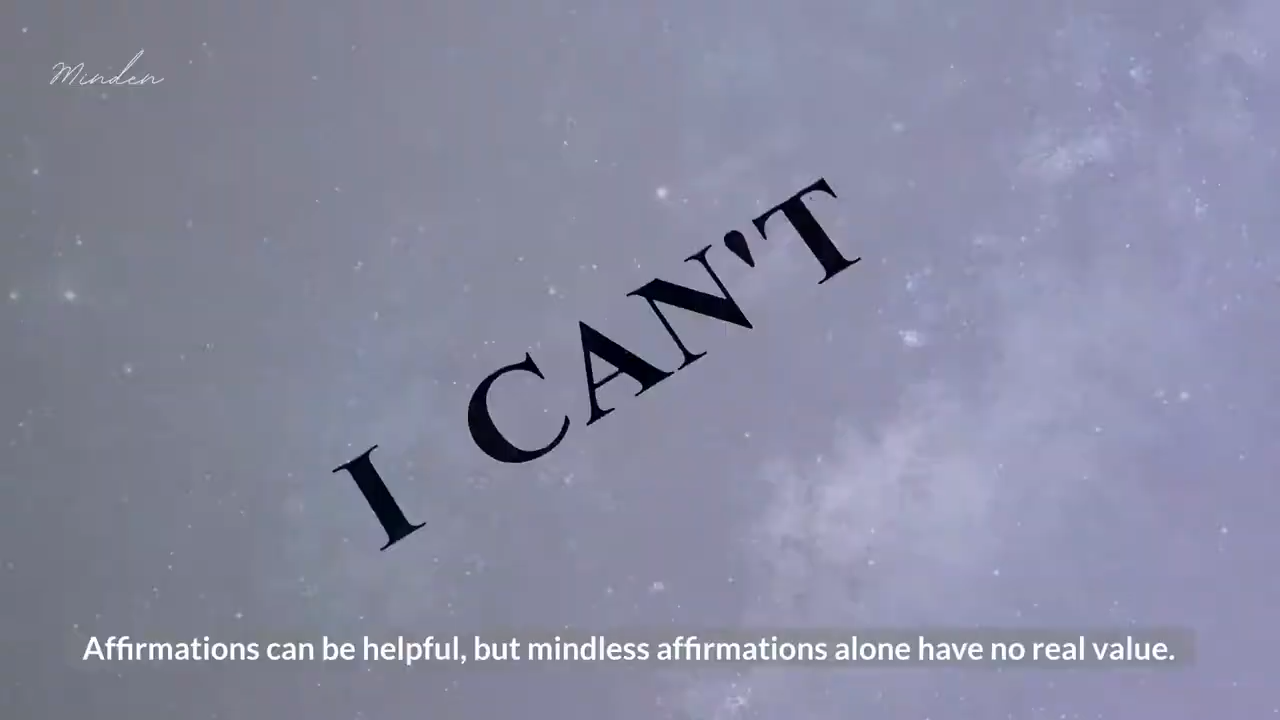 Minden
I CAN'T
Affirmations can be helpful, but mindless affirmations alone have no real value.